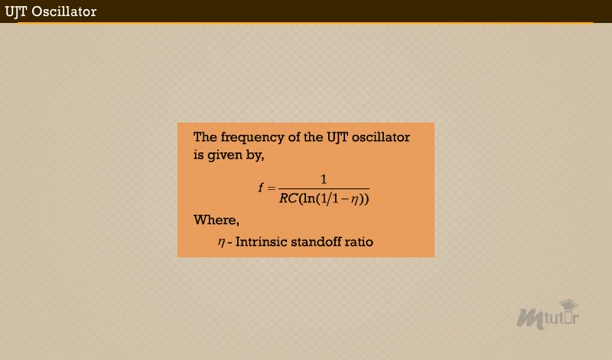 UJT Oscillator
The frequency of the UJT oscillator
is given by,
f = 1 / RC(ln(1/1 − η))
Where,
η - Intrinsic standoff ratio
mtutor